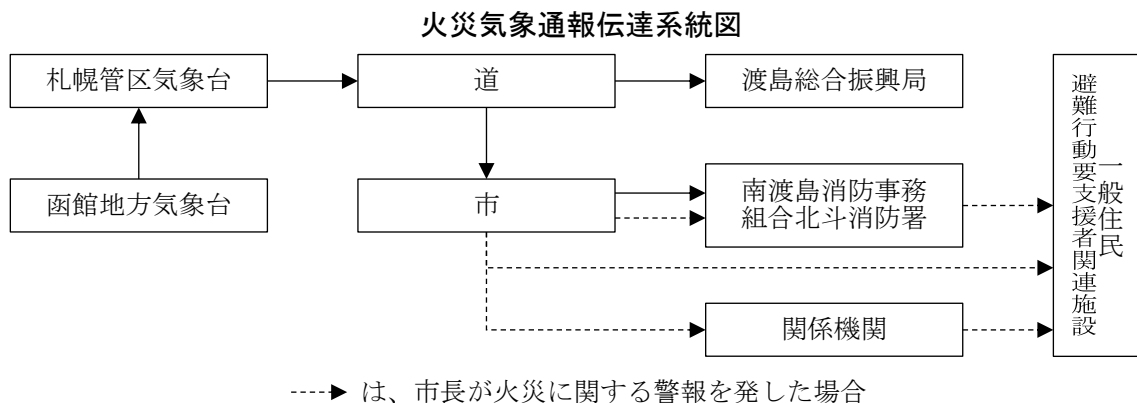 火災気象通報伝達系統図
札幌管区気象台
道
渡島総合振興局
函館地方気象台
市
南渡島消防事務
組合北斗消防署
関係機関
一般住民
避難行動要支援者関連施設
は、市長が火災に関する警報を発した場合